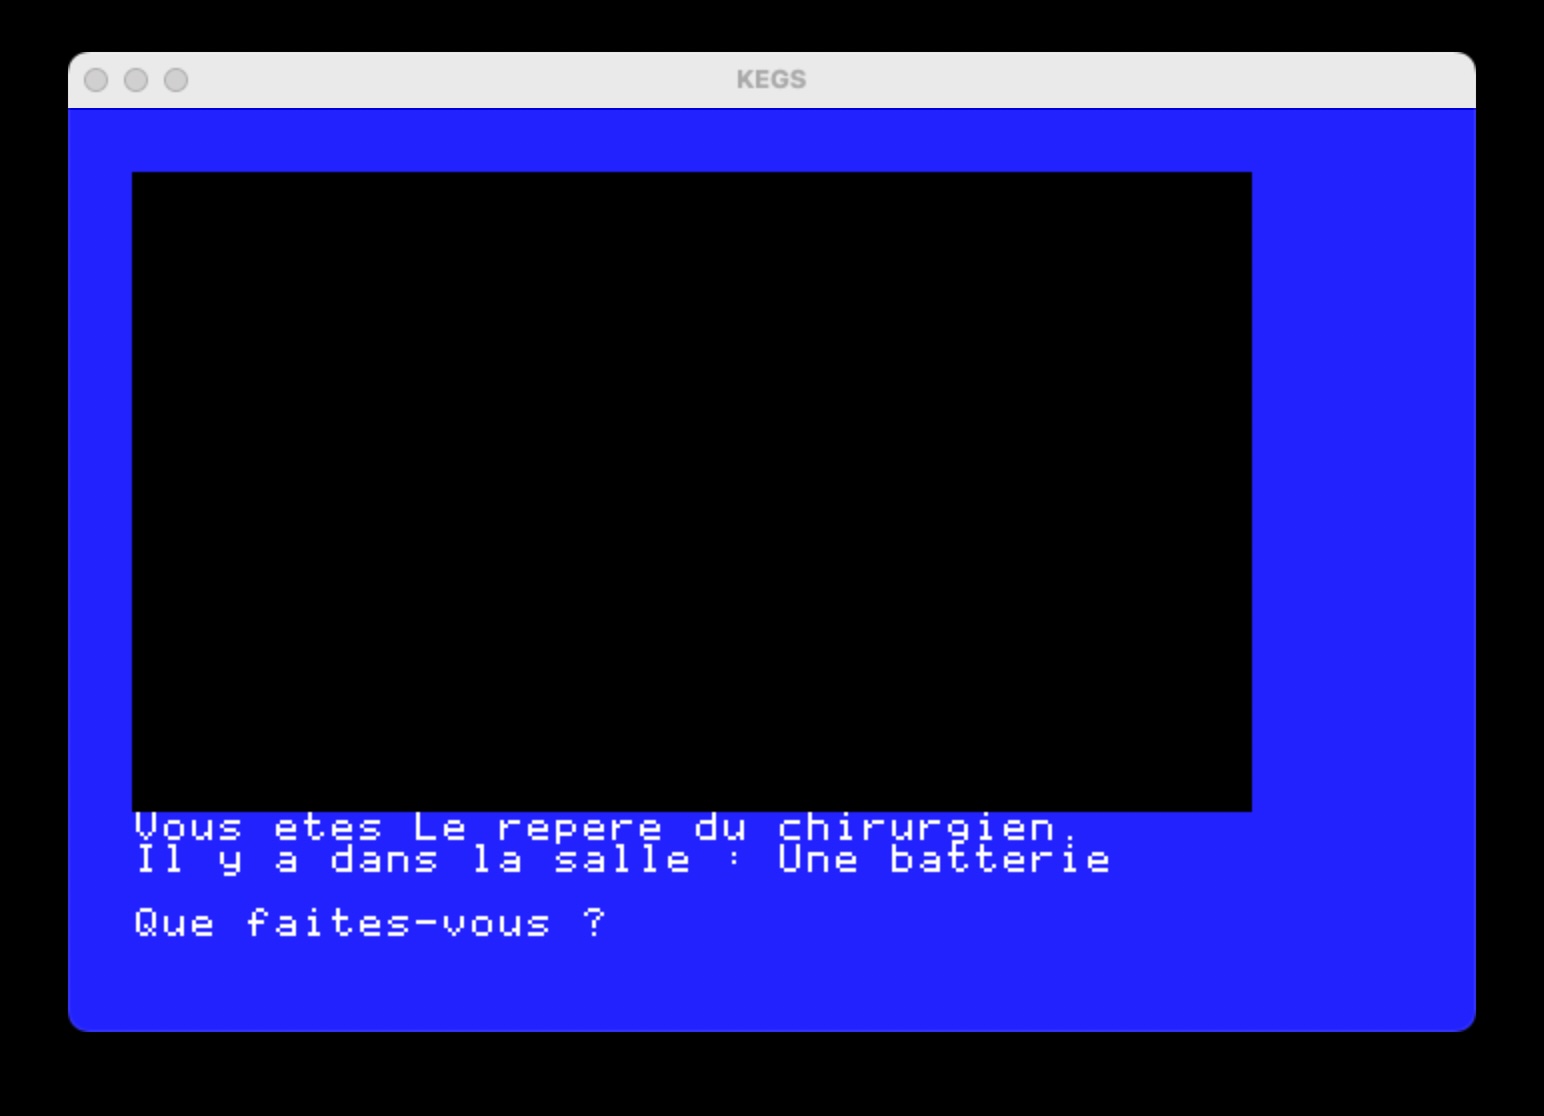 KEGS
Vous etes Le repere du chirurgien.
Il y a dans la salle : Une batterie
Que faites-vous ?